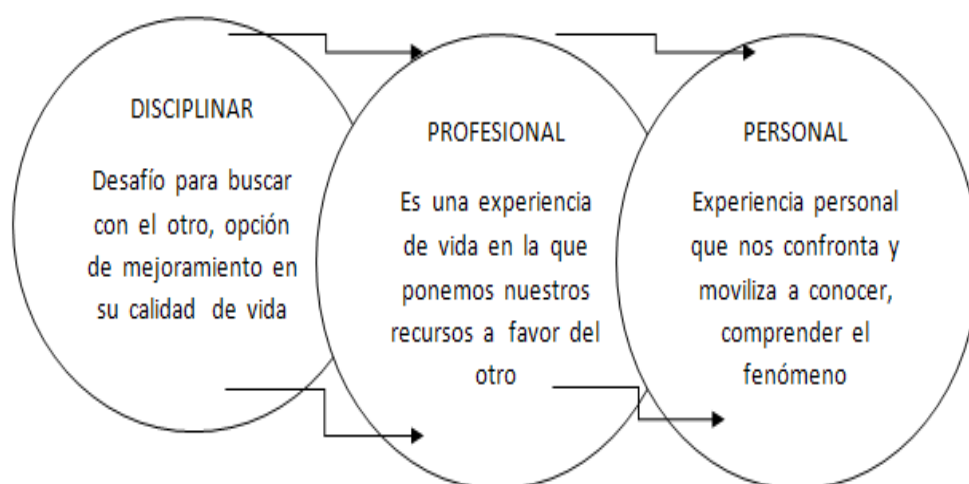 DISCIPLINAR
Desafío para buscar
con el otro, opción
de mejoramiento en
su calidad de vida
PROFESIONAL
Es una experiencia
de vida en la que
ponemos nuestros
recursos a favor del
otro
PERSONAL
Experiencia personal
que nos confronta y
moviliza a conocer,
comprender el
fenómeno